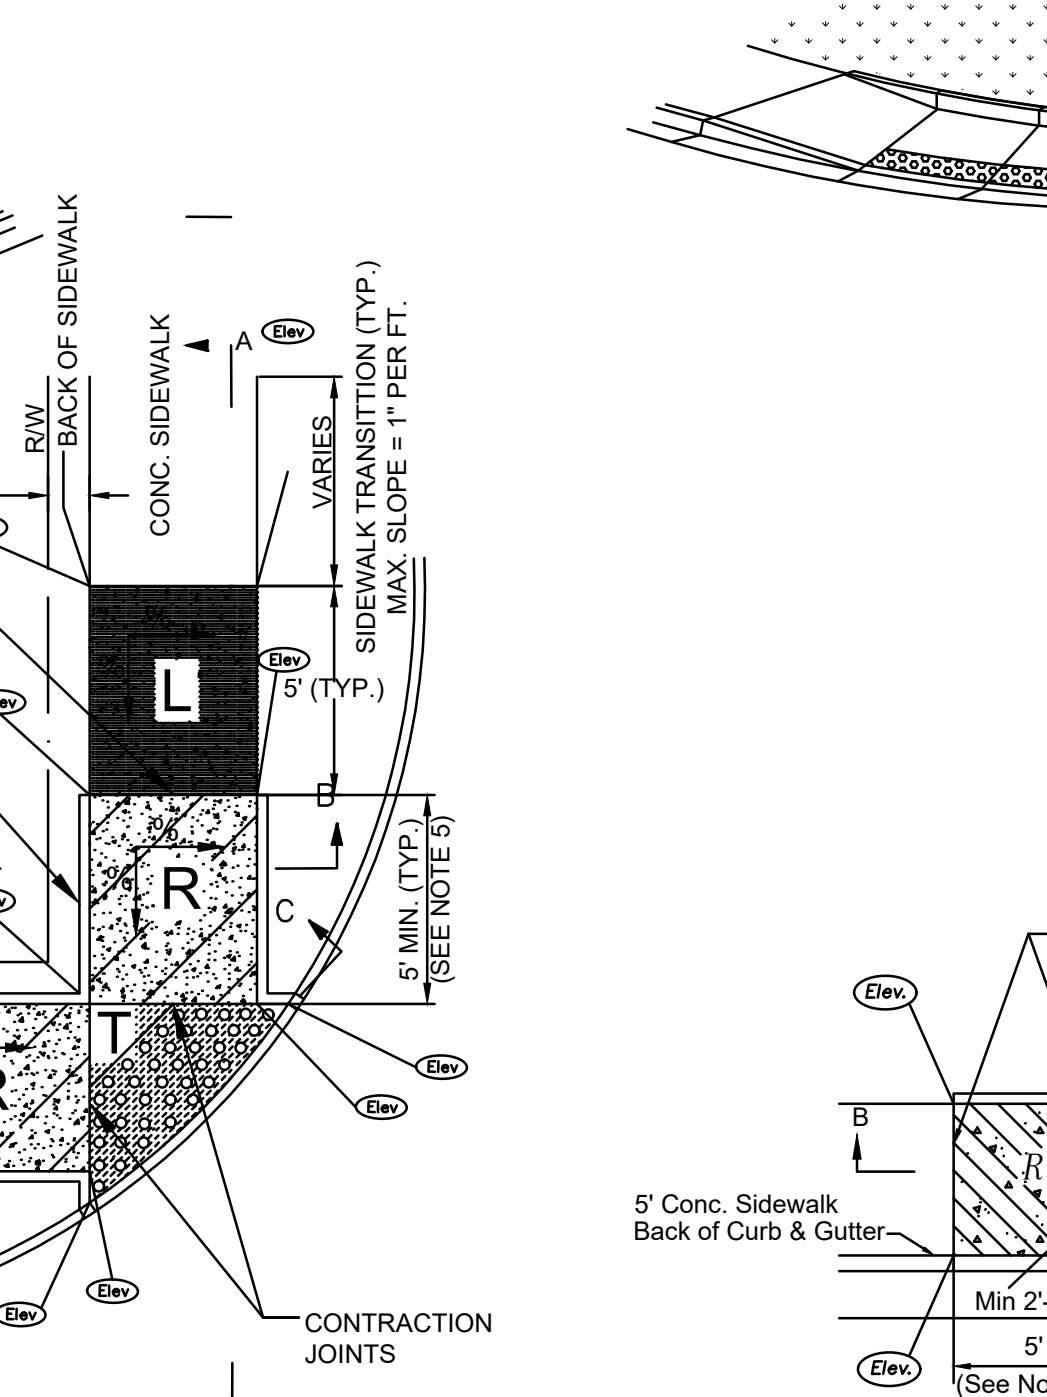 R/W
BACK OF SIDEWALK
CONC. SIDEWALK
A
Elev
VARIES
SIDEWALK TRANSITTION (TYP.)
MAX. SLOPE = 1" PER FT.
%
%
L
Elev
5' (TYP.)
ev
B
%
%
R
C
5' MIN. (TYP.)
(SEE NOTE 5)
T
Elev
Elev
Elev
Elev
CONTRACTION
JOINTS
Elev.
B
R
5' Conc. Sidewalk
Back of Curb & Gutter
Min 2'-
5'
Elev.
(See No